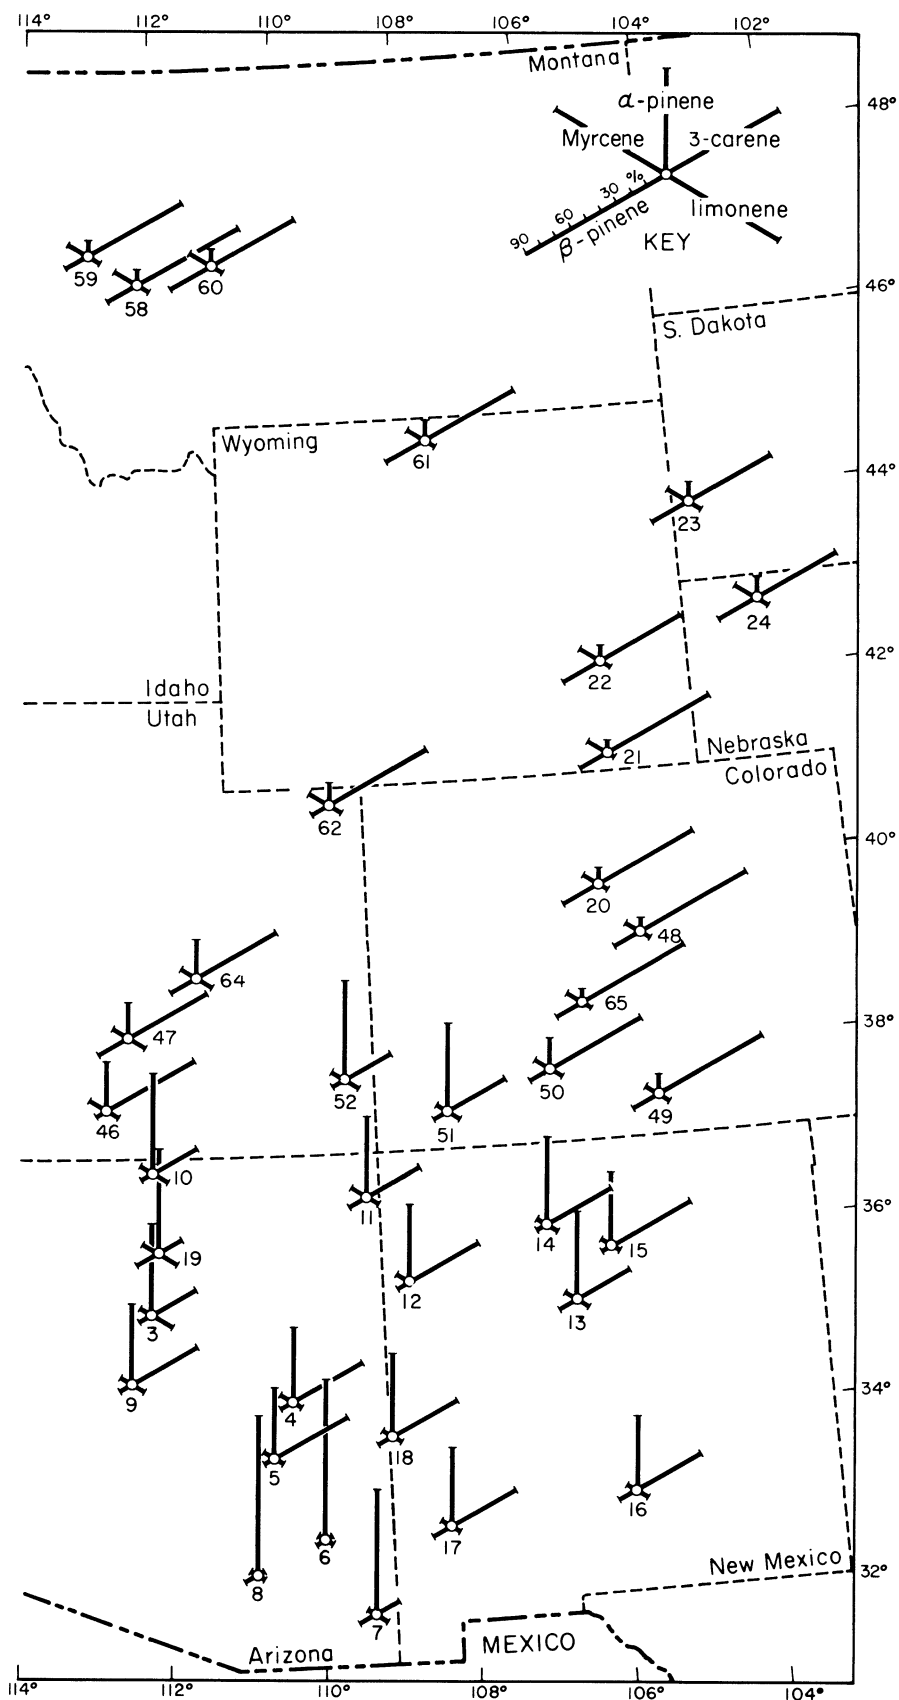 114° 112° 110° 108° 106° 104° 102°
Montana
48°
α-pinene
Myrcene 3-carene
90 60 30 %
β-pinene
limonene
KEY
59
58
60
46°
S. Dakota
Wyoming
61
44°
23
24
42°
22
Idaho
Utah
21
Nebraska
Colorado
62
40°
20
48
64
65
47
38°
50
52
49
46
51
10
36°
11
14
15
19
12
13
3
9
34°
4
18
5
16
17
6
32°
New Mexico
8
7
Arizona
MEXICO
114° 112° 110° 108° 106° 104°